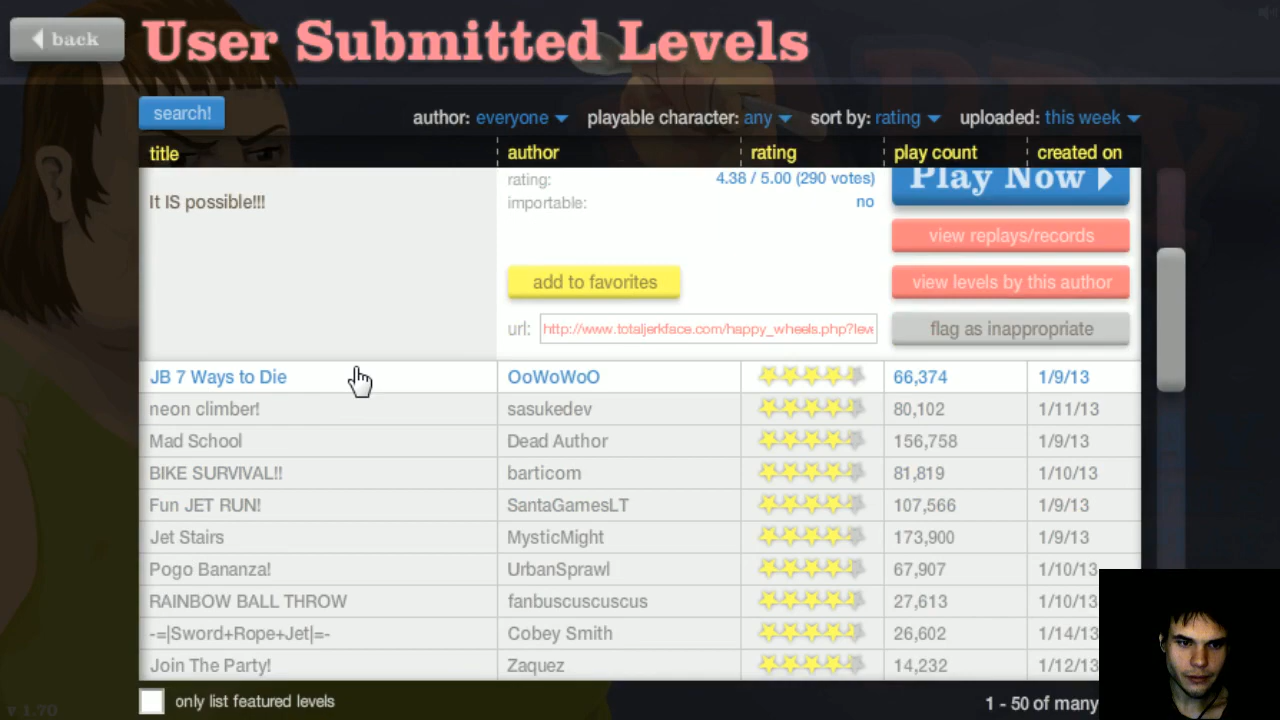 back
User Submitted Levels
search!
author: everyone playable character: any sort by: rating uploaded: this week
title author rating play count created on
It IS possible!!!
rating: 4.38 / 5.00 (290 votes)
importable: no
Play Now
view replays/records
add to favorites
view levels by this author
url: http://www.totaljerkface.com/happy_wheels.php?leve
flag as inappropriate
JB 7 Ways to Die OoWoWoO 66,374 1/9/13
neon climber! sasukedev 80,102 1/11/13
Mad School Dead Author 156,758 1/9/13
BIKE SURVIVAL!! barticom 81,819 1/10/13
Fun JET RUN! SantaGamesLT 107,566 1/9/13
Jet Stairs MysticMight 173,900 1/9/13
Pogo Bananza! UrbanSprawl 67,907 1/10/13
RAINBOW BALL THROW fanbuscuscuscus 27,613 1/10/13
-=|Sword+Rope+Jet|=- Cobey Smith 26,602 1/14/13
Join The Party! Zaquez 14,232 1/12/13
only list featured levels
1 - 50 of many
v 1.70